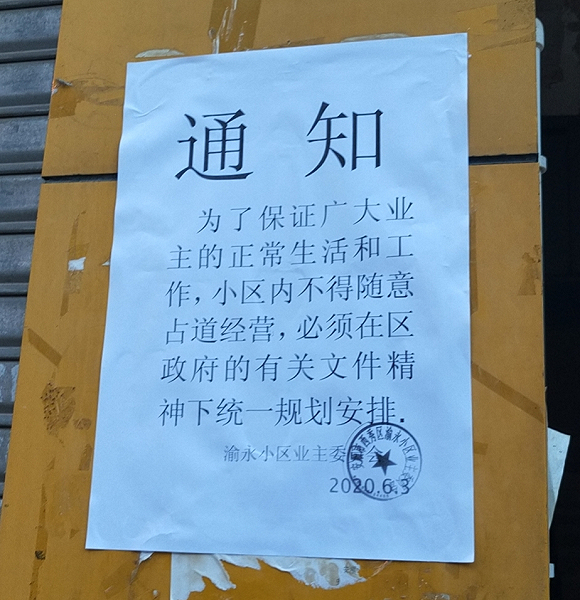 通知
为了保证广大业
主的正常生活和工
作,小区内不得随意
占道经营,必须在区
政府的有关文件精
神下统一规划安排.
渝永小区业主委
2020.6.3